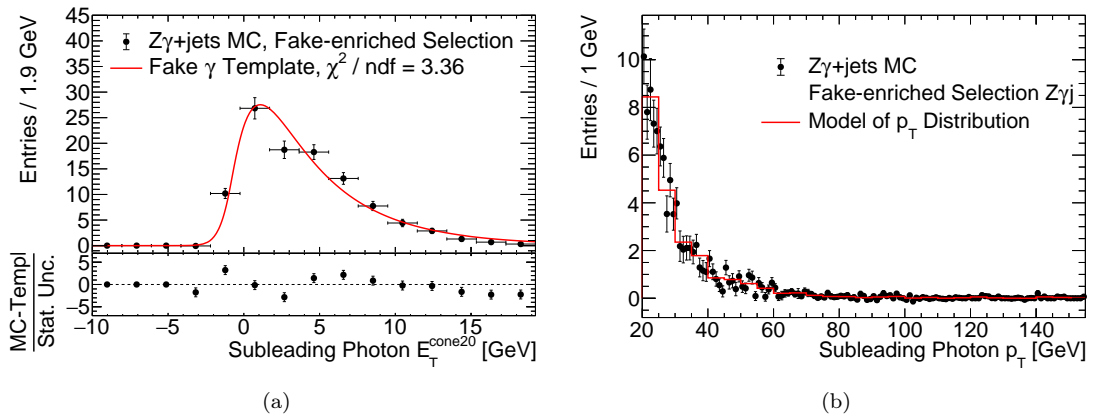 Entries / 1.9 GeV
45
40
35
30
25
20
15
10
5
0
Zγ+jets MC, Fake-enriched Selection
Fake γ Template, χ² / ndf = 3.36
MC-Templ
Stat. Unc.
5
0
−5
−10 −5 0 5 10 15
Subleading Photon E_T^cone20 [GeV]
(a)
Entries / 1 GeV
10
8
6
4
2
0
Zγ+jets MC
Fake-enriched Selection Zγj
Model of p_T Distribution
20 40 60 80 100 120 140
Subleading Photon p_T [GeV]
(b)